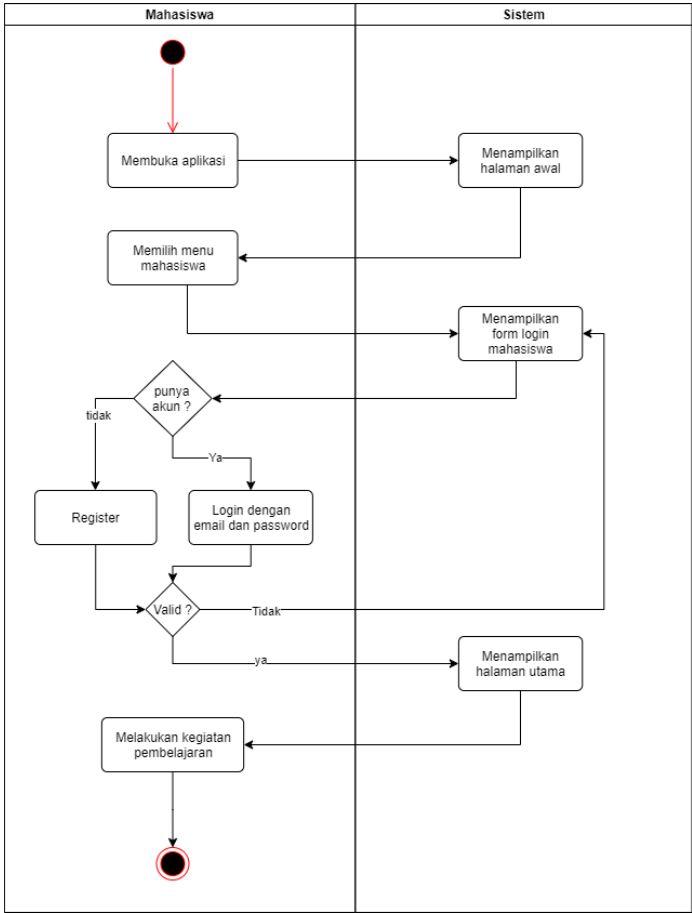 Mahasiswa
Sistem
Membuka aplikasi
Menampilkan
halaman awal
Memilih menu
mahasiswa
Menampilkan
form login
mahasiswa
punya
akun ?
tidak
Ya
Register
Login dengan
email dan password
Valid ?
Tidak
ya
Menampilkan
halaman utama
Melakukan kegiatan
pembelajaran